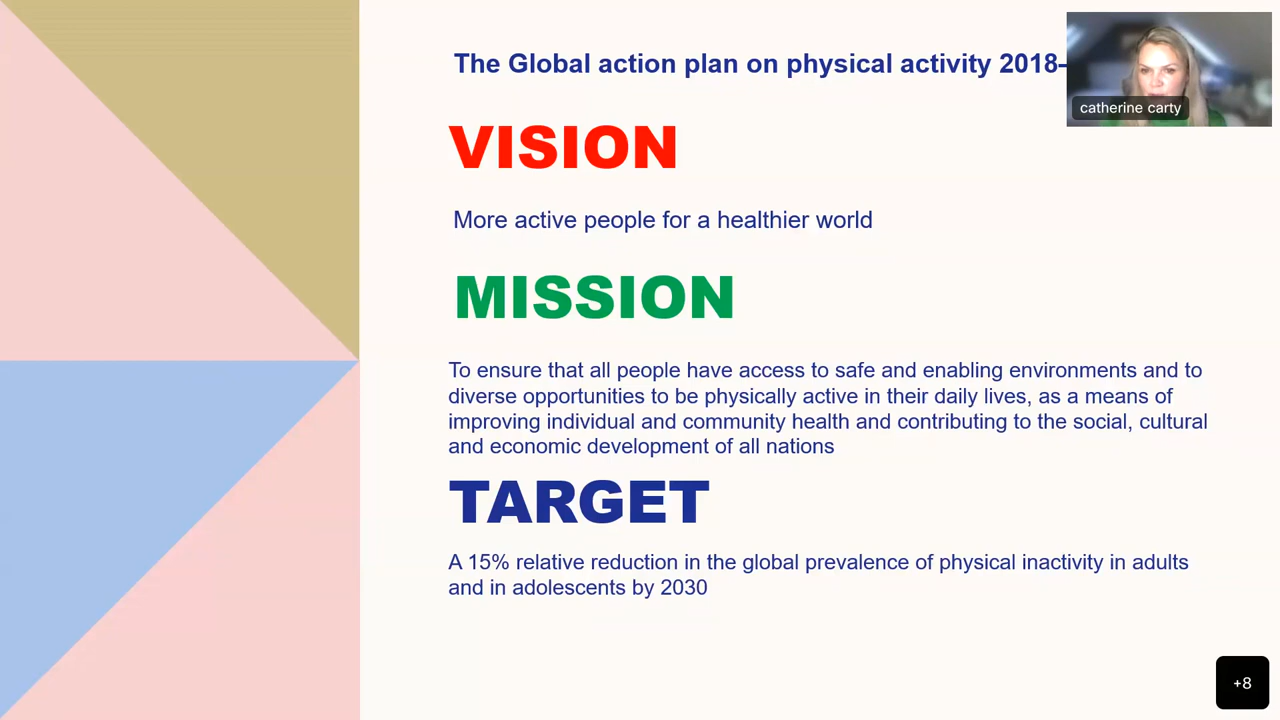 The Global action plan on physical activity 2018-
catherine carty
VISION
More active people for a healthier world
MISSION
To ensure that all people have access to safe and enabling environments and to
diverse opportunities to be physically active in their daily lives, as a means of
improving individual and community health and contributing to the social, cultural
and economic development of all nations
TARGET
A 15% relative reduction in the global prevalence of physical inactivity in adults
and in adolescents by 2030
+8